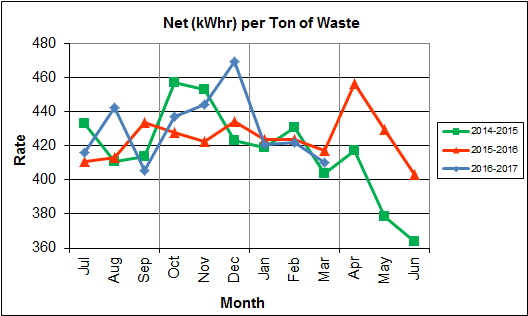 Net (kWhr) per Ton of Waste
480
460
440
420
400
380
360
Rate
Jul
Aug
Sep
Oct
Nov
Dec
Jan
Feb
Mar
Apr
May
Jun
Month
2014-2015
2015-2016
2016-2017